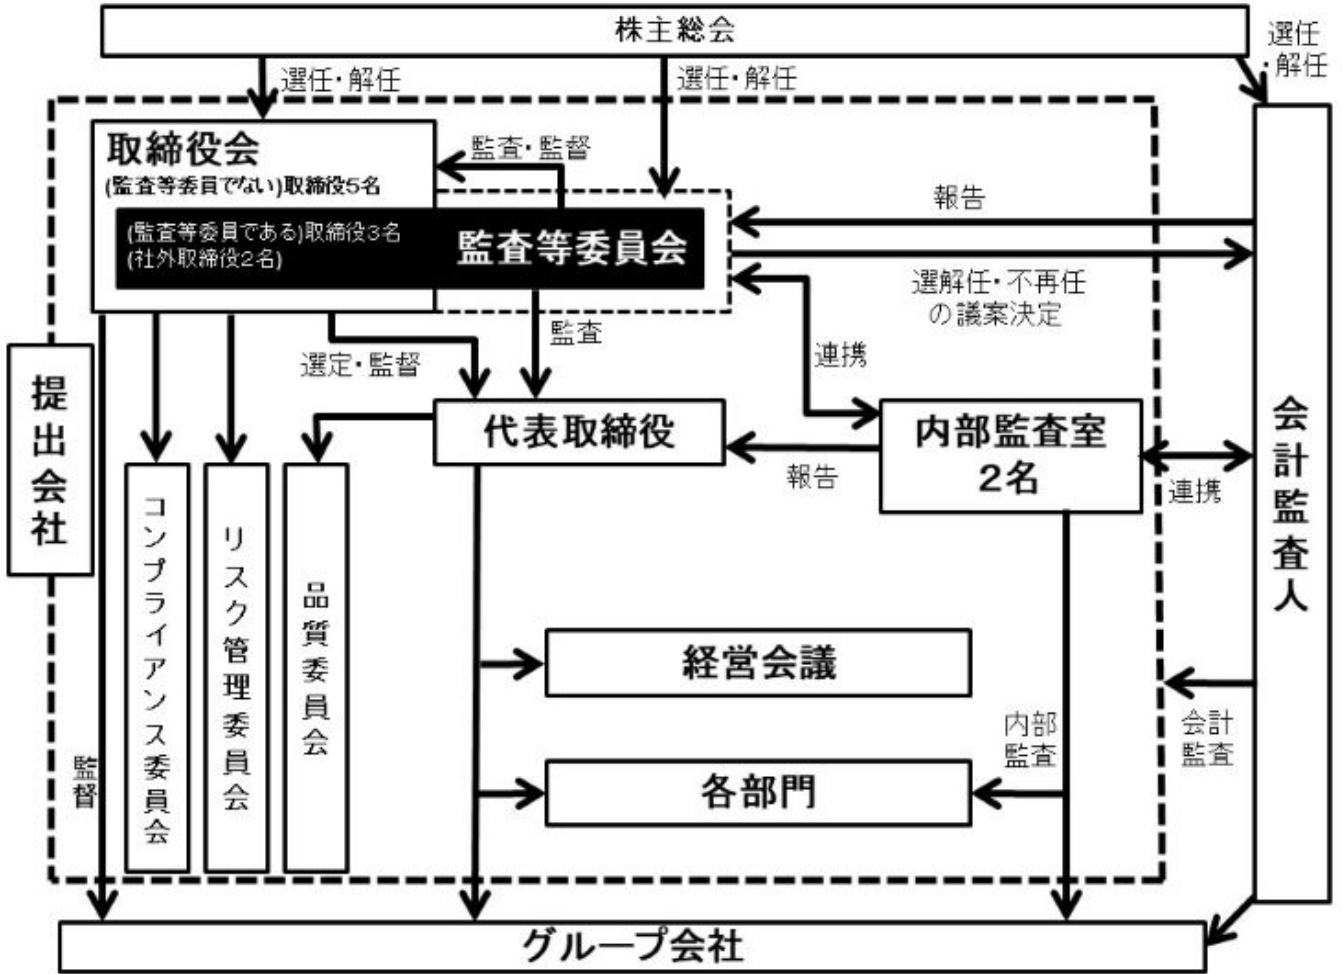 株主総会
選任・解任
選任・解任
選任
・解任
取締役会
(監査等委員でない)取締役5名
監査・監督
(監査等委員である)取締役3名
(社外取締役2名)
監査等委員会
報告
選解任・不再任
の議案決定
監査
連携
選定・監督
提出会社
代表取締役
内部監査室
2名
報告
連携
会計監査人
コンプライアンス委員会
リスク管理委員会
品質委員会
経営会議
内部
監査
会計
監査
監督
各部門
グループ会社